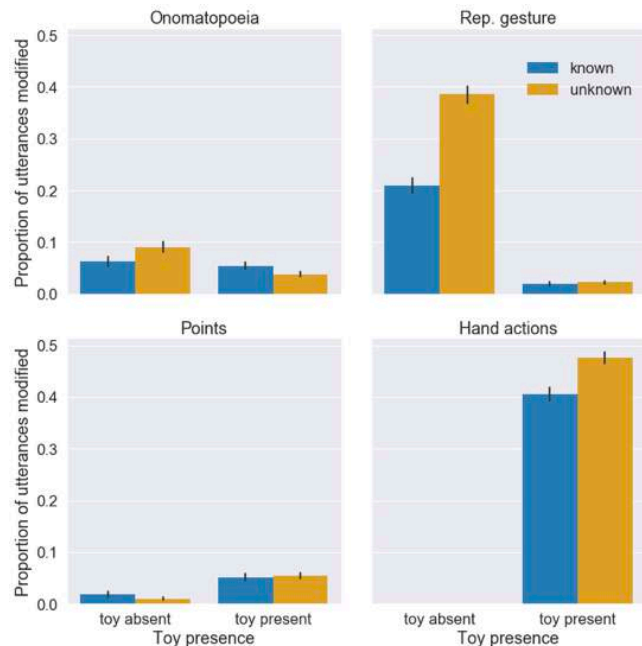 Onomatopoeia
Rep. gesture
Proportion of utterances modified
0.5
0.4
0.3
0.2
0.1
0.0
known
unknown
Points
Hand actions
Proportion of utterances modified
0.5
0.4
0.3
0.2
0.1
0.0
toy absent toy present
Toy presence
toy absent toy present
Toy presence